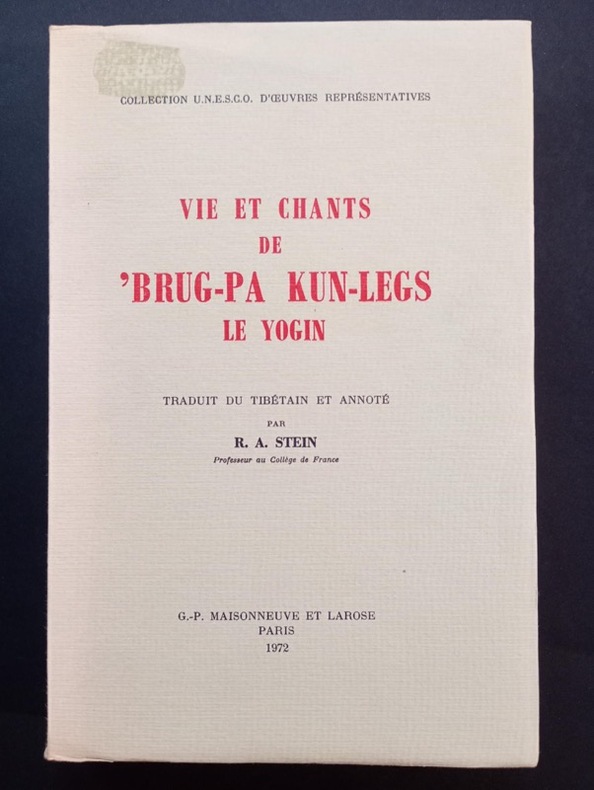 COLLECTION U.N.E.S.C.O. D'ŒUVRES REPRÉSENTATIVES
VIE ET CHANTS
DE
’BRUG-PA KUN-LEGS
LE YOGIN
TRADUIT DU TIBÉTAIN ET ANNOTÉ
PAR
R. A. STEIN
Professeur au Collège de France
G.-P. MAISONNEUVE ET LAROSE
PARIS
1972